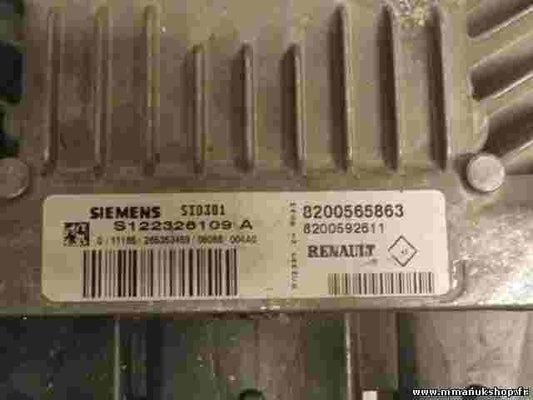 SIEMENS SID301
S122326109 A
8200565863
8200592611
RENAULT
www.mmanukshop.fr